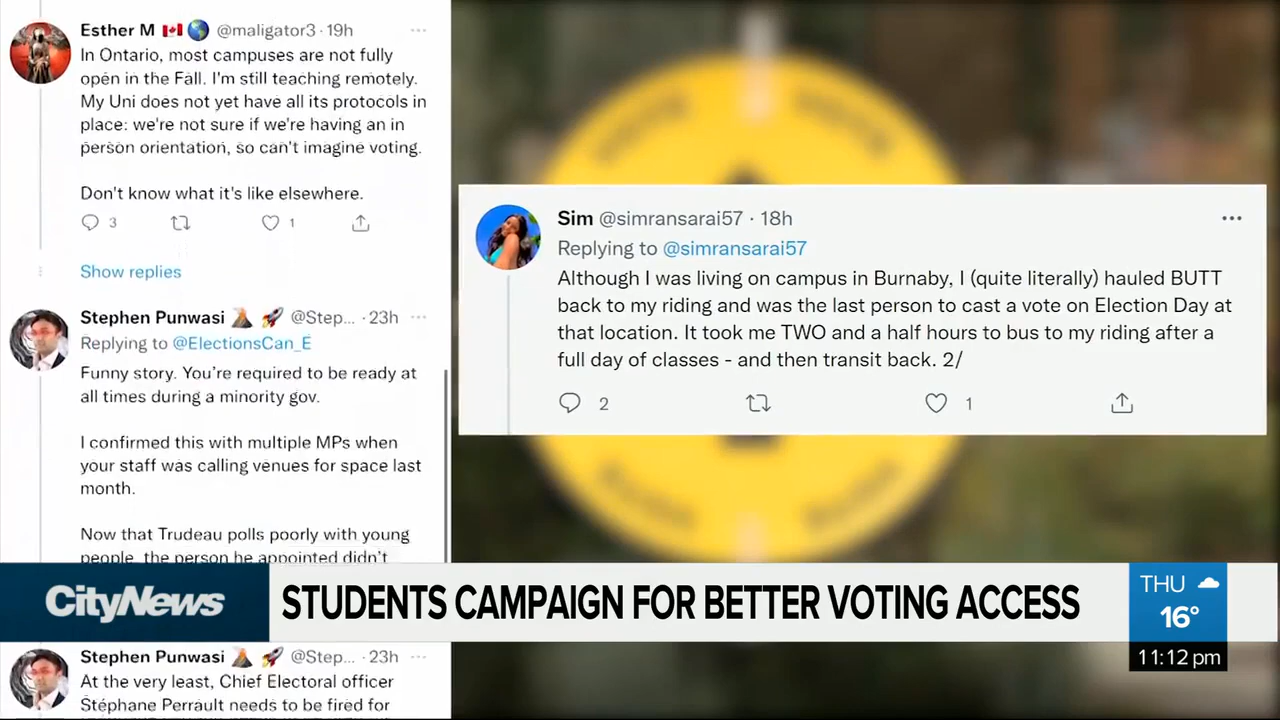 Esther M @maligator3 · 19h
In Ontario, most campuses are not fully
open in the Fall. I'm still teaching remotely.
My Uni does not yet have all its protocols in
place: we're not sure if we're having an in
person orientation, so can't imagine voting.
Don't know what it's like elsewhere.
3 1
Show replies
Stephen Punwasi @Step... · 23h
Replying to @ElectionsCan_E
Funny story. You're required to be ready at
all times during a minority gov.
I confirmed this with multiple MPs when
your staff was calling venues for space last
month.
Now that Trudeau polls poorly with young
people, the person he appointed didn't
Stephen Punwasi @Step... · 23h
At the very least, Chief Electoral officer
Stéphane Perrault needs to be fired for
Sim @simransarai57 · 18h
Replying to @simransarai57
Although I was living on campus in Burnaby, I (quite literally) hauled BUTT
back to my riding and was the last person to cast a vote on Election Day at
that location. It took me TWO and a half hours to bus to my riding after a
full day of classes - and then transit back. 2/
2 1
CityNews
STUDENTS CAMPAIGN FOR BETTER VOTING ACCESS
THU
16°
11:12 pm